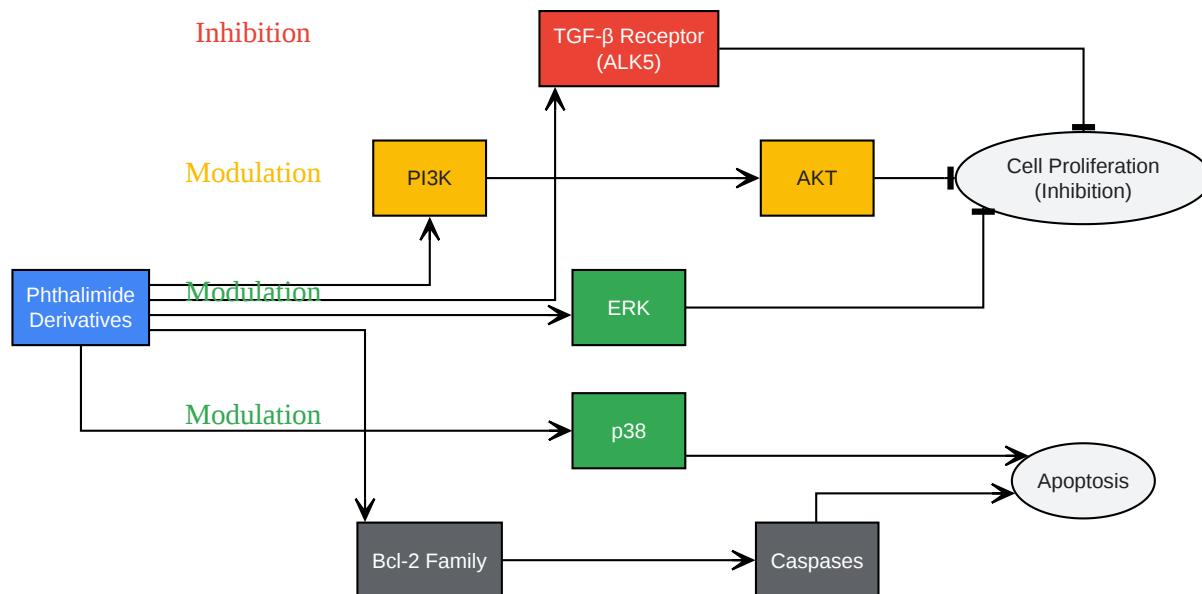 Inhibition
TGF-β Receptor
(ALK5)
Modulation
PI3K
AKT
Cell Proliferation
(Inhibition)
Phthalimide
Derivatives
Modulation
ERK
Modulation
p38
Apoptosis
Bcl-2 Family
Caspases